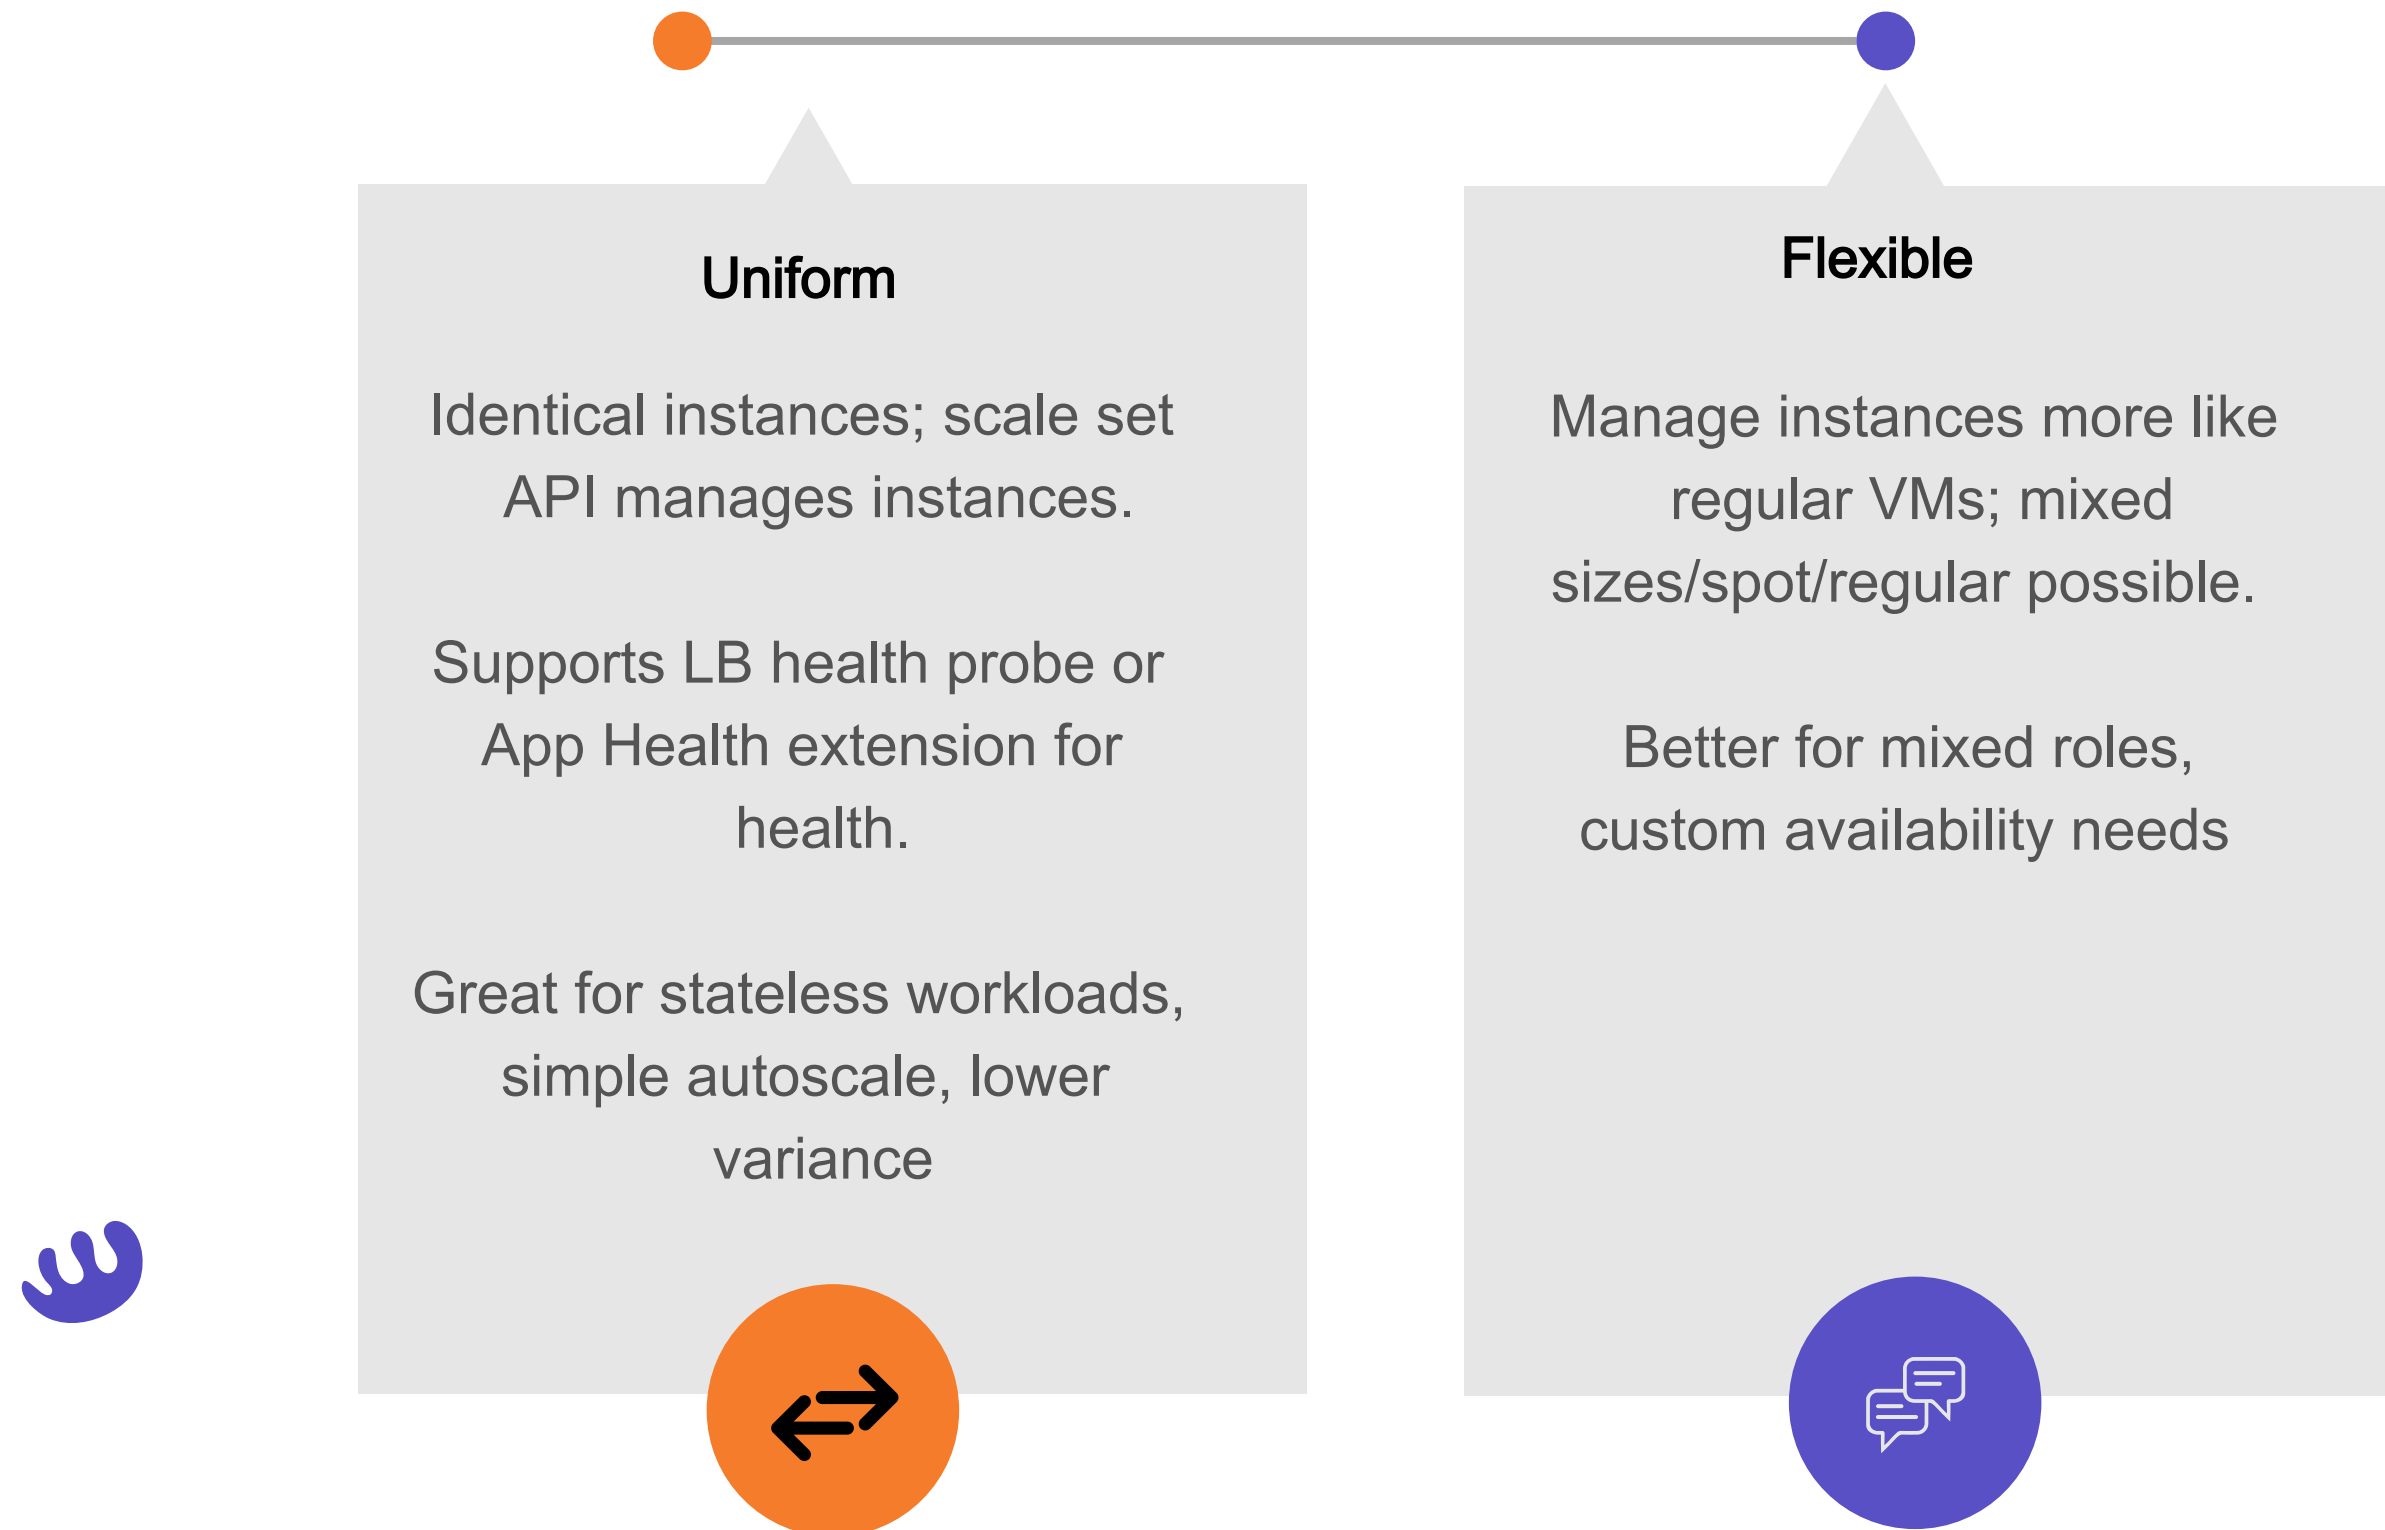 Uniform
Identical instances; scale set
API manages instances.
Supports LB health probe or
App Health extension for
health.
Great for stateless workloads,
simple autoscale, lower
variance
Flexible
Manage instances more like
regular VMs; mixed
sizes/spot/regular possible.
Better for mixed roles,
custom availability needs